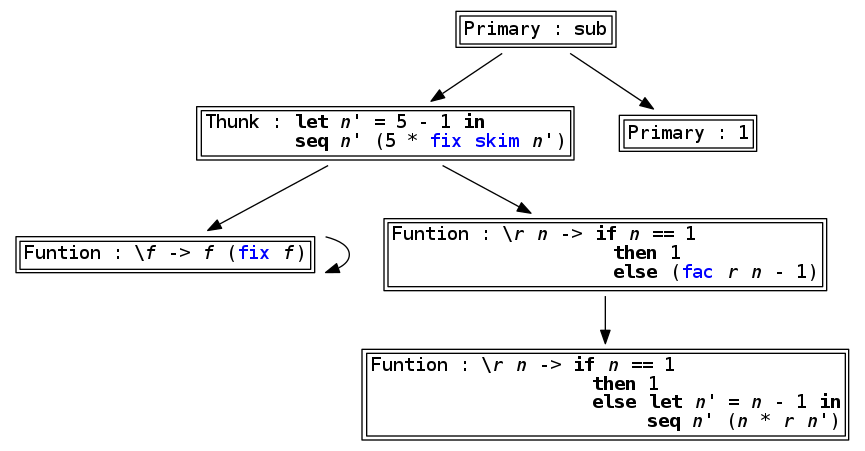 Primary : sub
Thunk : let n' = 5 - 1 in
seq n' (5 * fix skim n')
Primary : 1
Funtion : \f -> f (fix f)
Funtion : \r n -> if n == 1
then 1
else (fac r n - 1)
Funtion : \r n -> if n == 1
then 1
else let n' = n - 1 in
seq n' (n * r n')